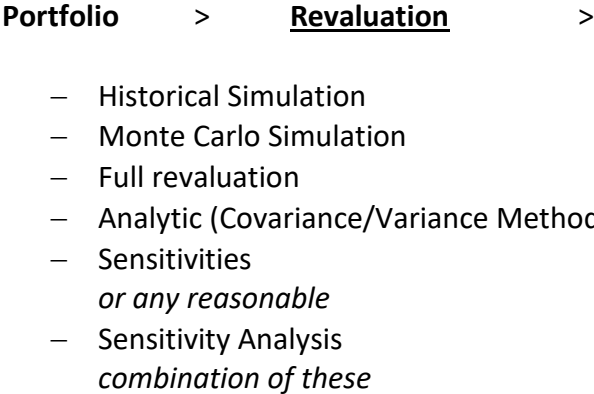 Portfolio > Revaluation >
– Historical Simulation
– Monte Carlo Simulation
– Full revaluation
– Analytic (Covariance/Variance Method
– Sensitivities
or any reasonable
– Sensitivity Analysis
combination of these